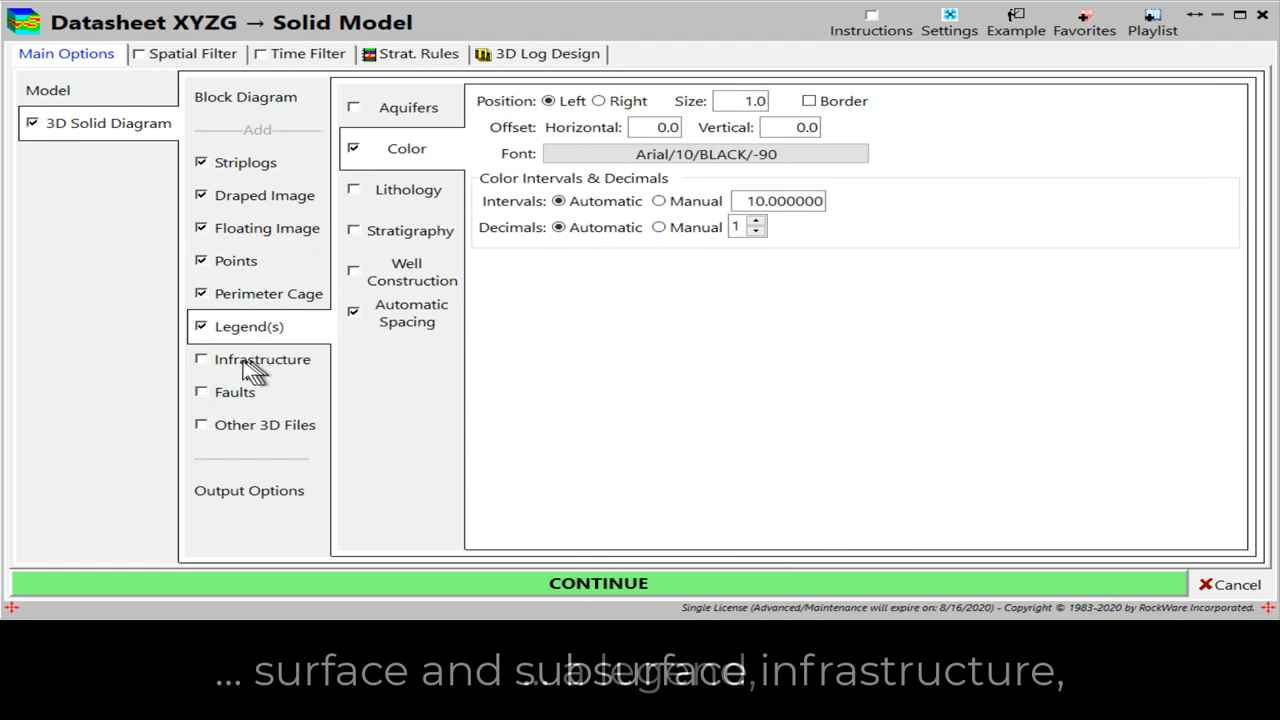 Datasheet XYZG → Solid Model
Instructions
Settings
Example
Favorites
Playlist
Main Options
Spatial Filter
Time Filter
Strat. Rules
3D Log Design
Model
3D Solid Diagram
Block Diagram
Add
Striplogs
Draped Image
Floating Image
Points
Perimeter Cage
Legend(s)
Infrastructure
Faults
Other 3D Files
Output Options
Aquifers
Color
Lithology
Stratigraphy
Well
Construction
Automatic
Spacing
Position: Left Right Size: 1.0 Border
Offset: Horizontal: 0.0 Vertical: 0.0
Font: Arial/10/BLACK/-90
Color Intervals & Decimals
Intervals: Automatic Manual 10.000000
Decimals: Automatic Manual 1
CONTINUE
Cancel
Single License (Advanced/Maintenance will expire on: 8/16/2020) - Copyright © 1983-2020 by RockWare Incorporated.
... surface and subsurface infrastructure,
... a legend,